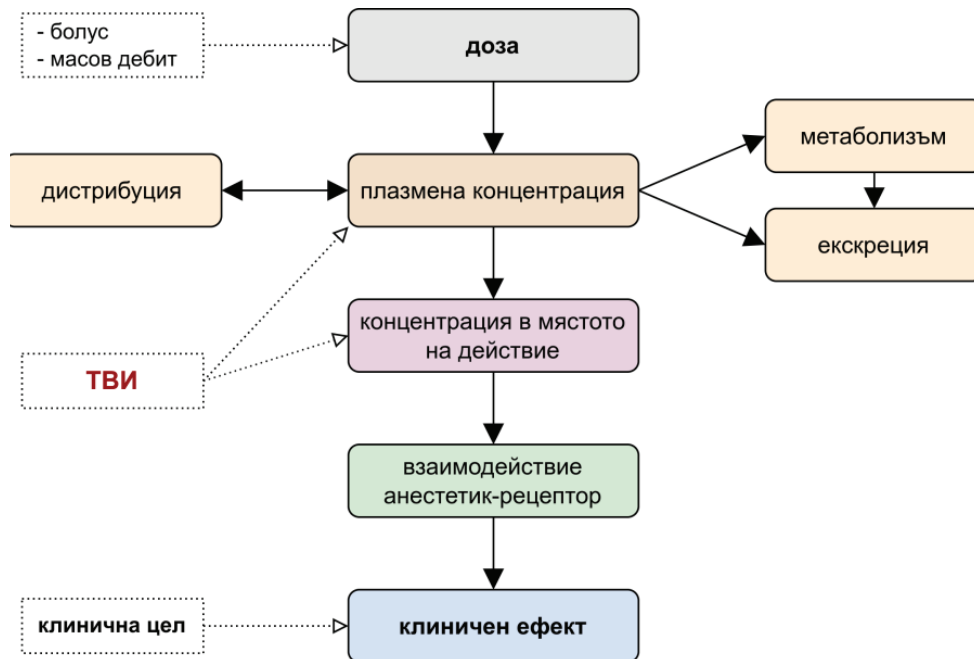 - болус
- масов дебит
доза
метаболизъм
дистрибуция
плазмена концентрация
екскреция
концентрация в мястото
на действие
ТВИ
взаимодействие
анестетик-рецептор
клинична цел
клиничен ефект